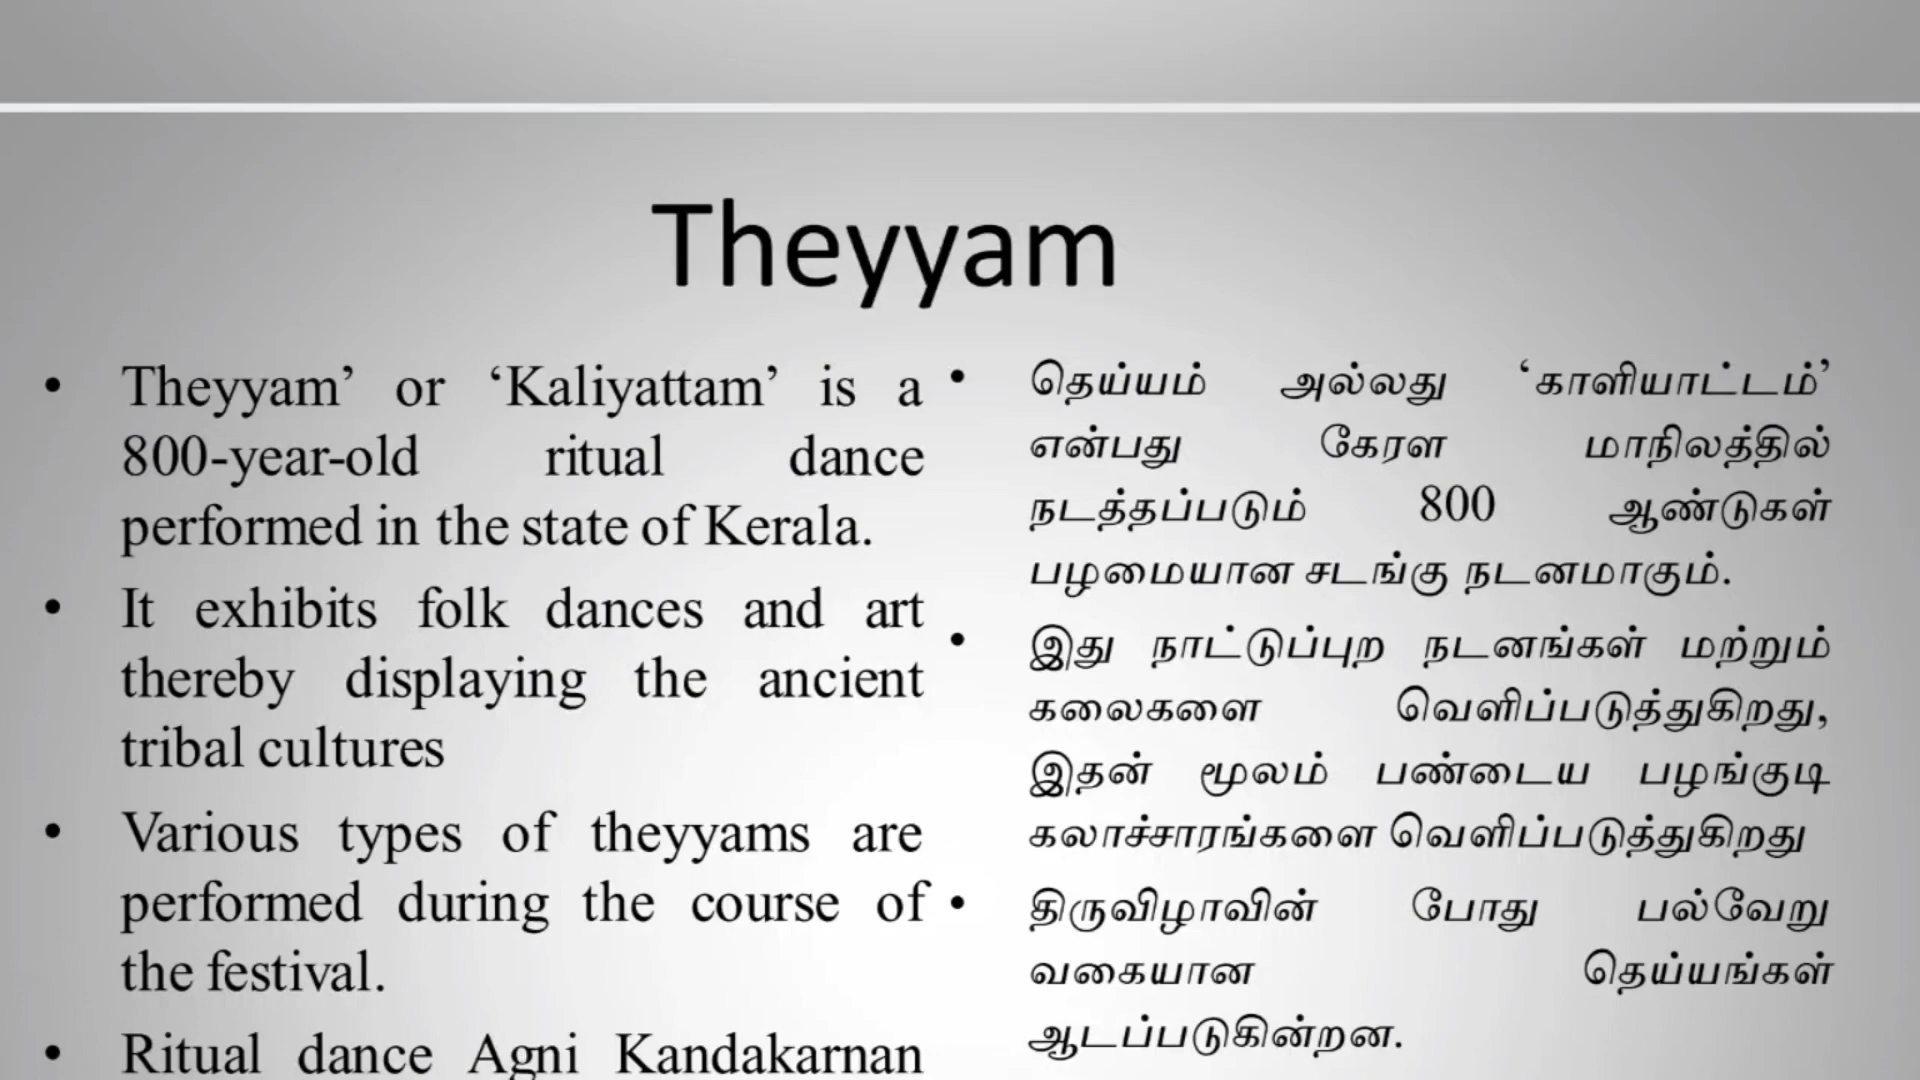 Theyyam
Theyyam’ or ‘Kaliyattam’ is a
800-year-old ritual dance
performed in the state of Kerala.
It exhibits folk dances and art
thereby displaying the ancient
tribal cultures
Various types of theyyams are
performed during the course of
the festival.
Ritual dance Agni Kandakarnan
தெய்யம் அல்லது ‘காளியாட்டம்’
என்பது கேரள மாநிலத்தில்
நடத்தப்படும் 800 ஆண்டுகள்
பழமையான சடங்கு நடனமாகும்.
இது நாட்டுப்புற நடனங்கள் மற்றும்
கலைகளை வெளிப்படுத்துகிறது,
இதன் மூலம் பண்டைய பழங்குடி
கலாச்சாரங்களை வெளிப்படுத்துகிறது
திருவிழாவின் போது பல்வேறு
வகையான தெய்யங்கள்
ஆடப்படுகின்றன.